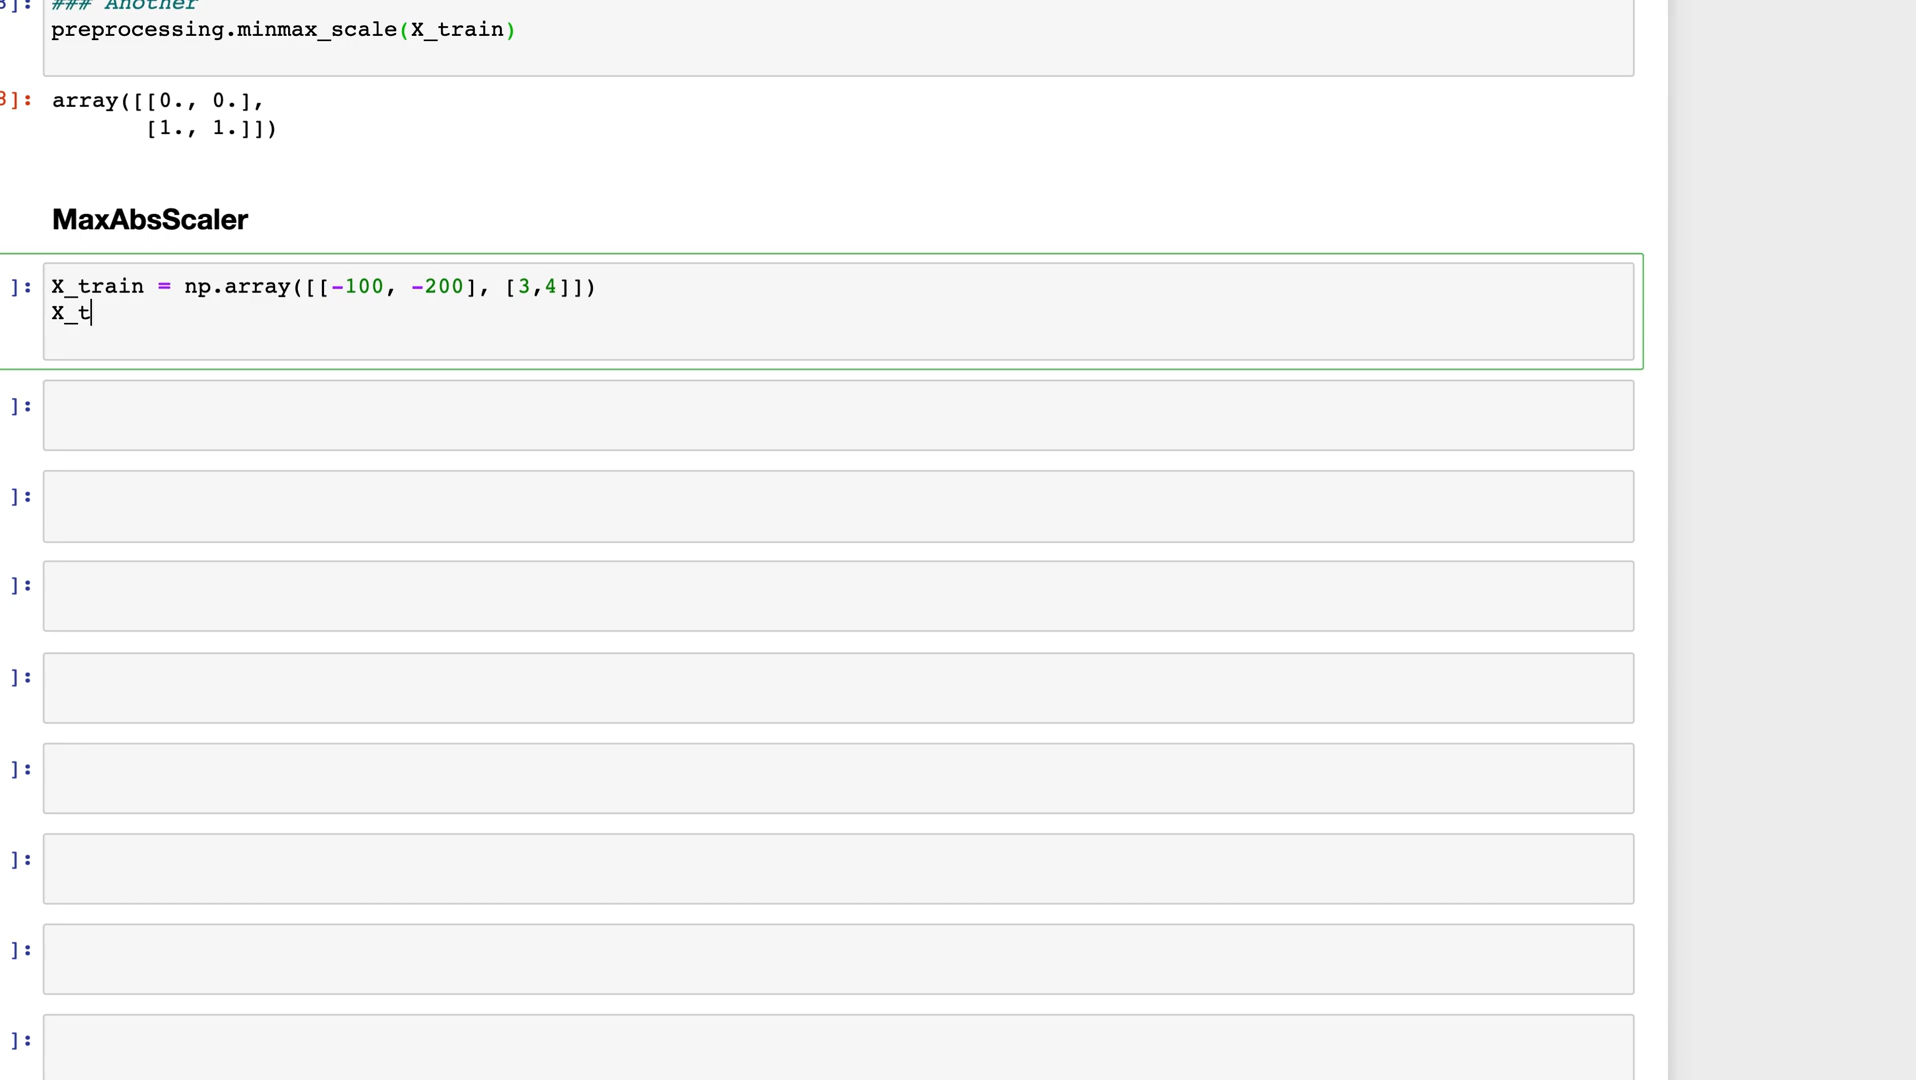 ### Another
preprocessing.minmax_scale(X_train)
]: array([[0., 0.],
[1., 1.]])
MaxAbsScaler
]: X_train = np.array([[-100, -200], [3,4]])
X_t
]:
]:
]:
]:
]:
]:
]:
]: